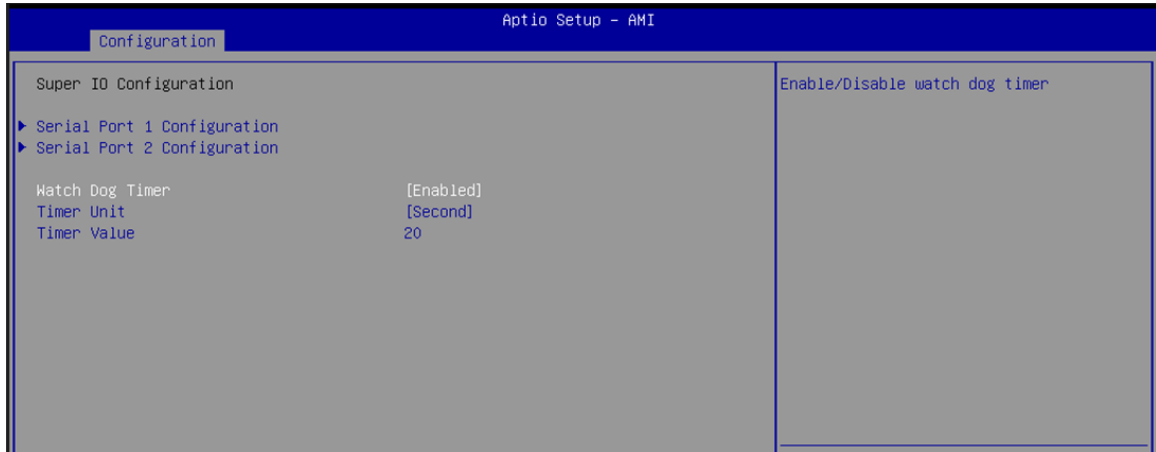 Aptio Setup - AMI
Configuration
Super IO Configuration
Serial Port 1 Configuration
Serial Port 2 Configuration
Watch Dog Timer [Enabled]
Timer Unit [Second]
Timer Value 20
Enable/Disable watch dog timer